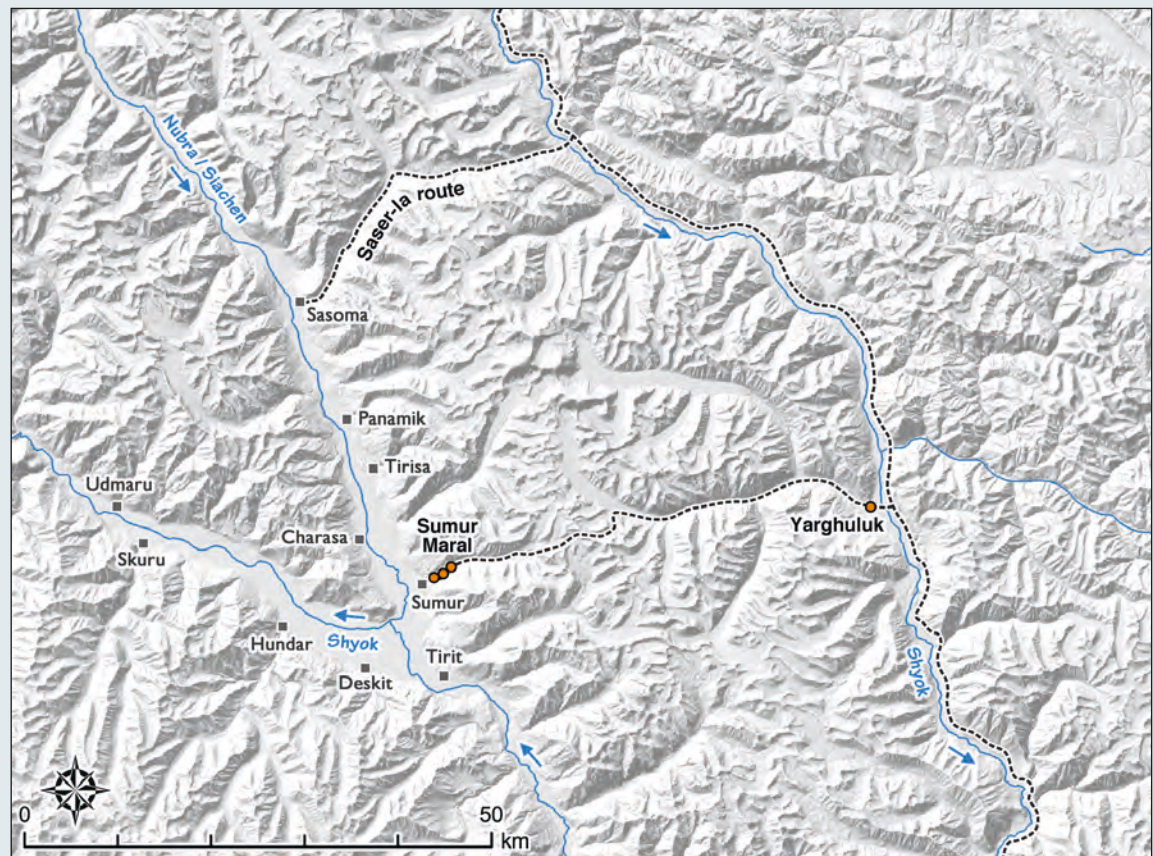 Nubra / Siachen
Saser-la route
Sasoma
Panamik
Tirisa
Udmaru
Skuru
Charasa
Sumur
Maral
Yarghuluk
Sumur
Hundar
Shyok
Deskit
Tirit
Shyok
0
50
km